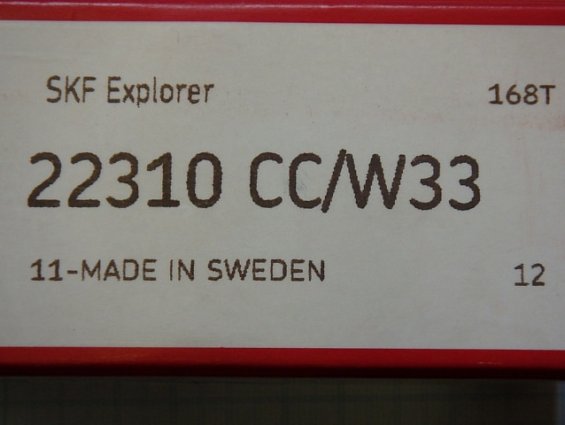 SKF Explorer 168T
22310 CC/W33
11-MADE IN SWEDEN 12